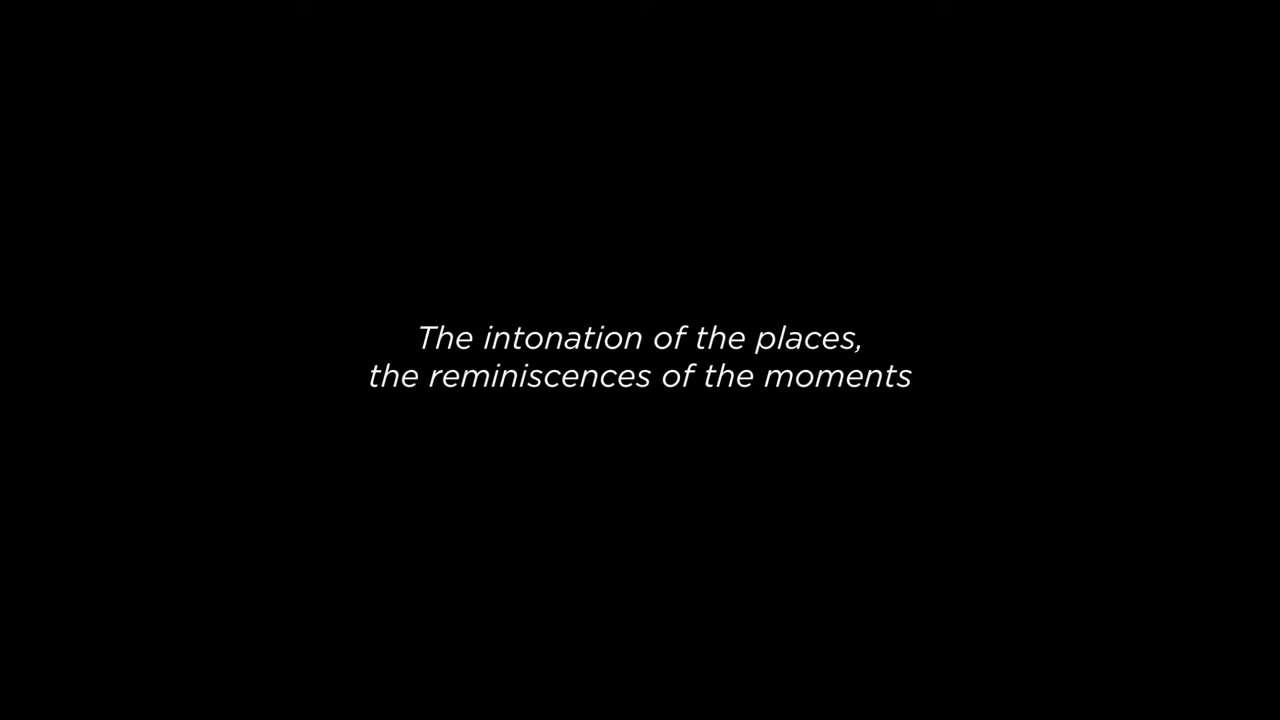 The intonation of the places,
the reminiscences of the moments